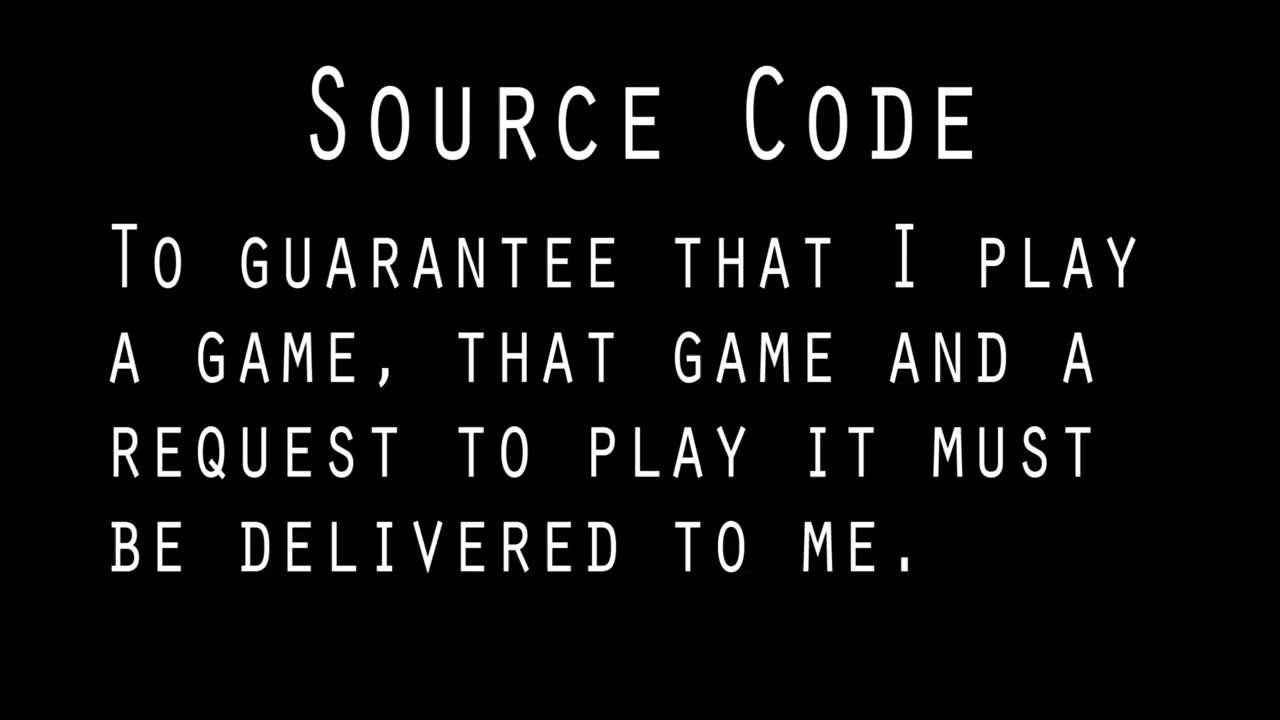 Source Code
To guarantee that I play
a game, that game and a
request to play it must
be delivered to me.